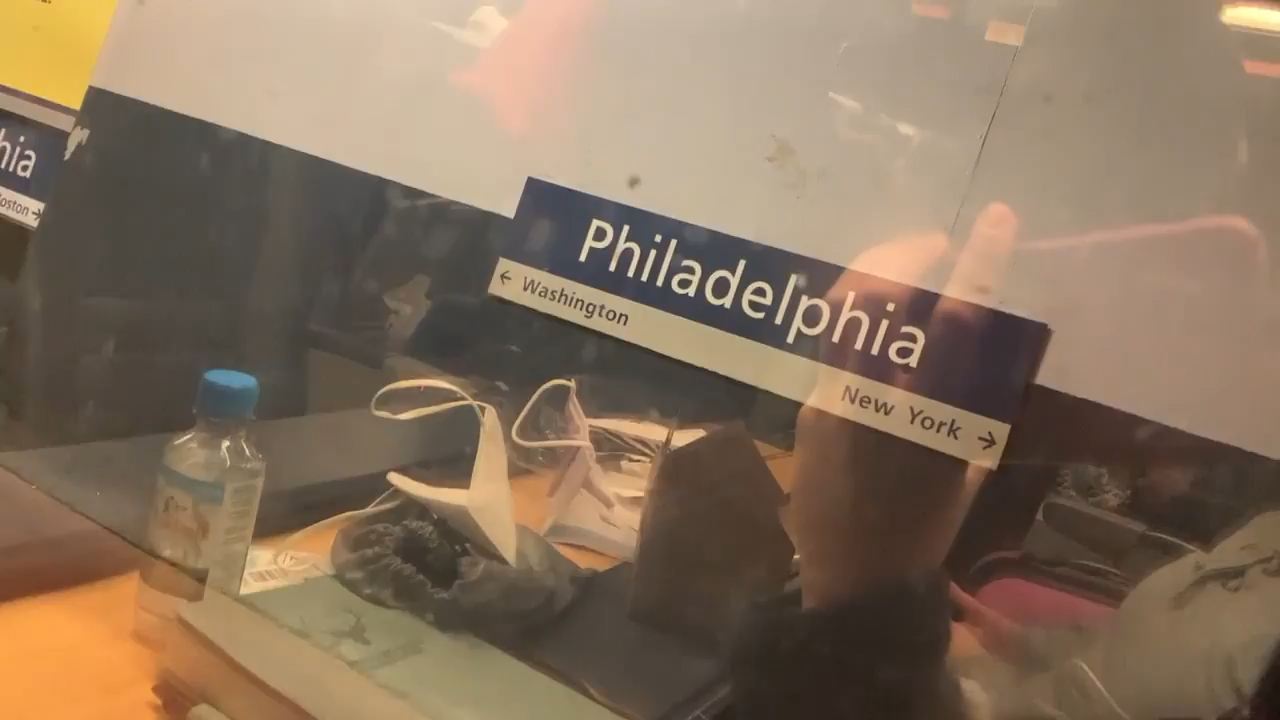 Philadelphia
← Washington
New York →
hia
oston →